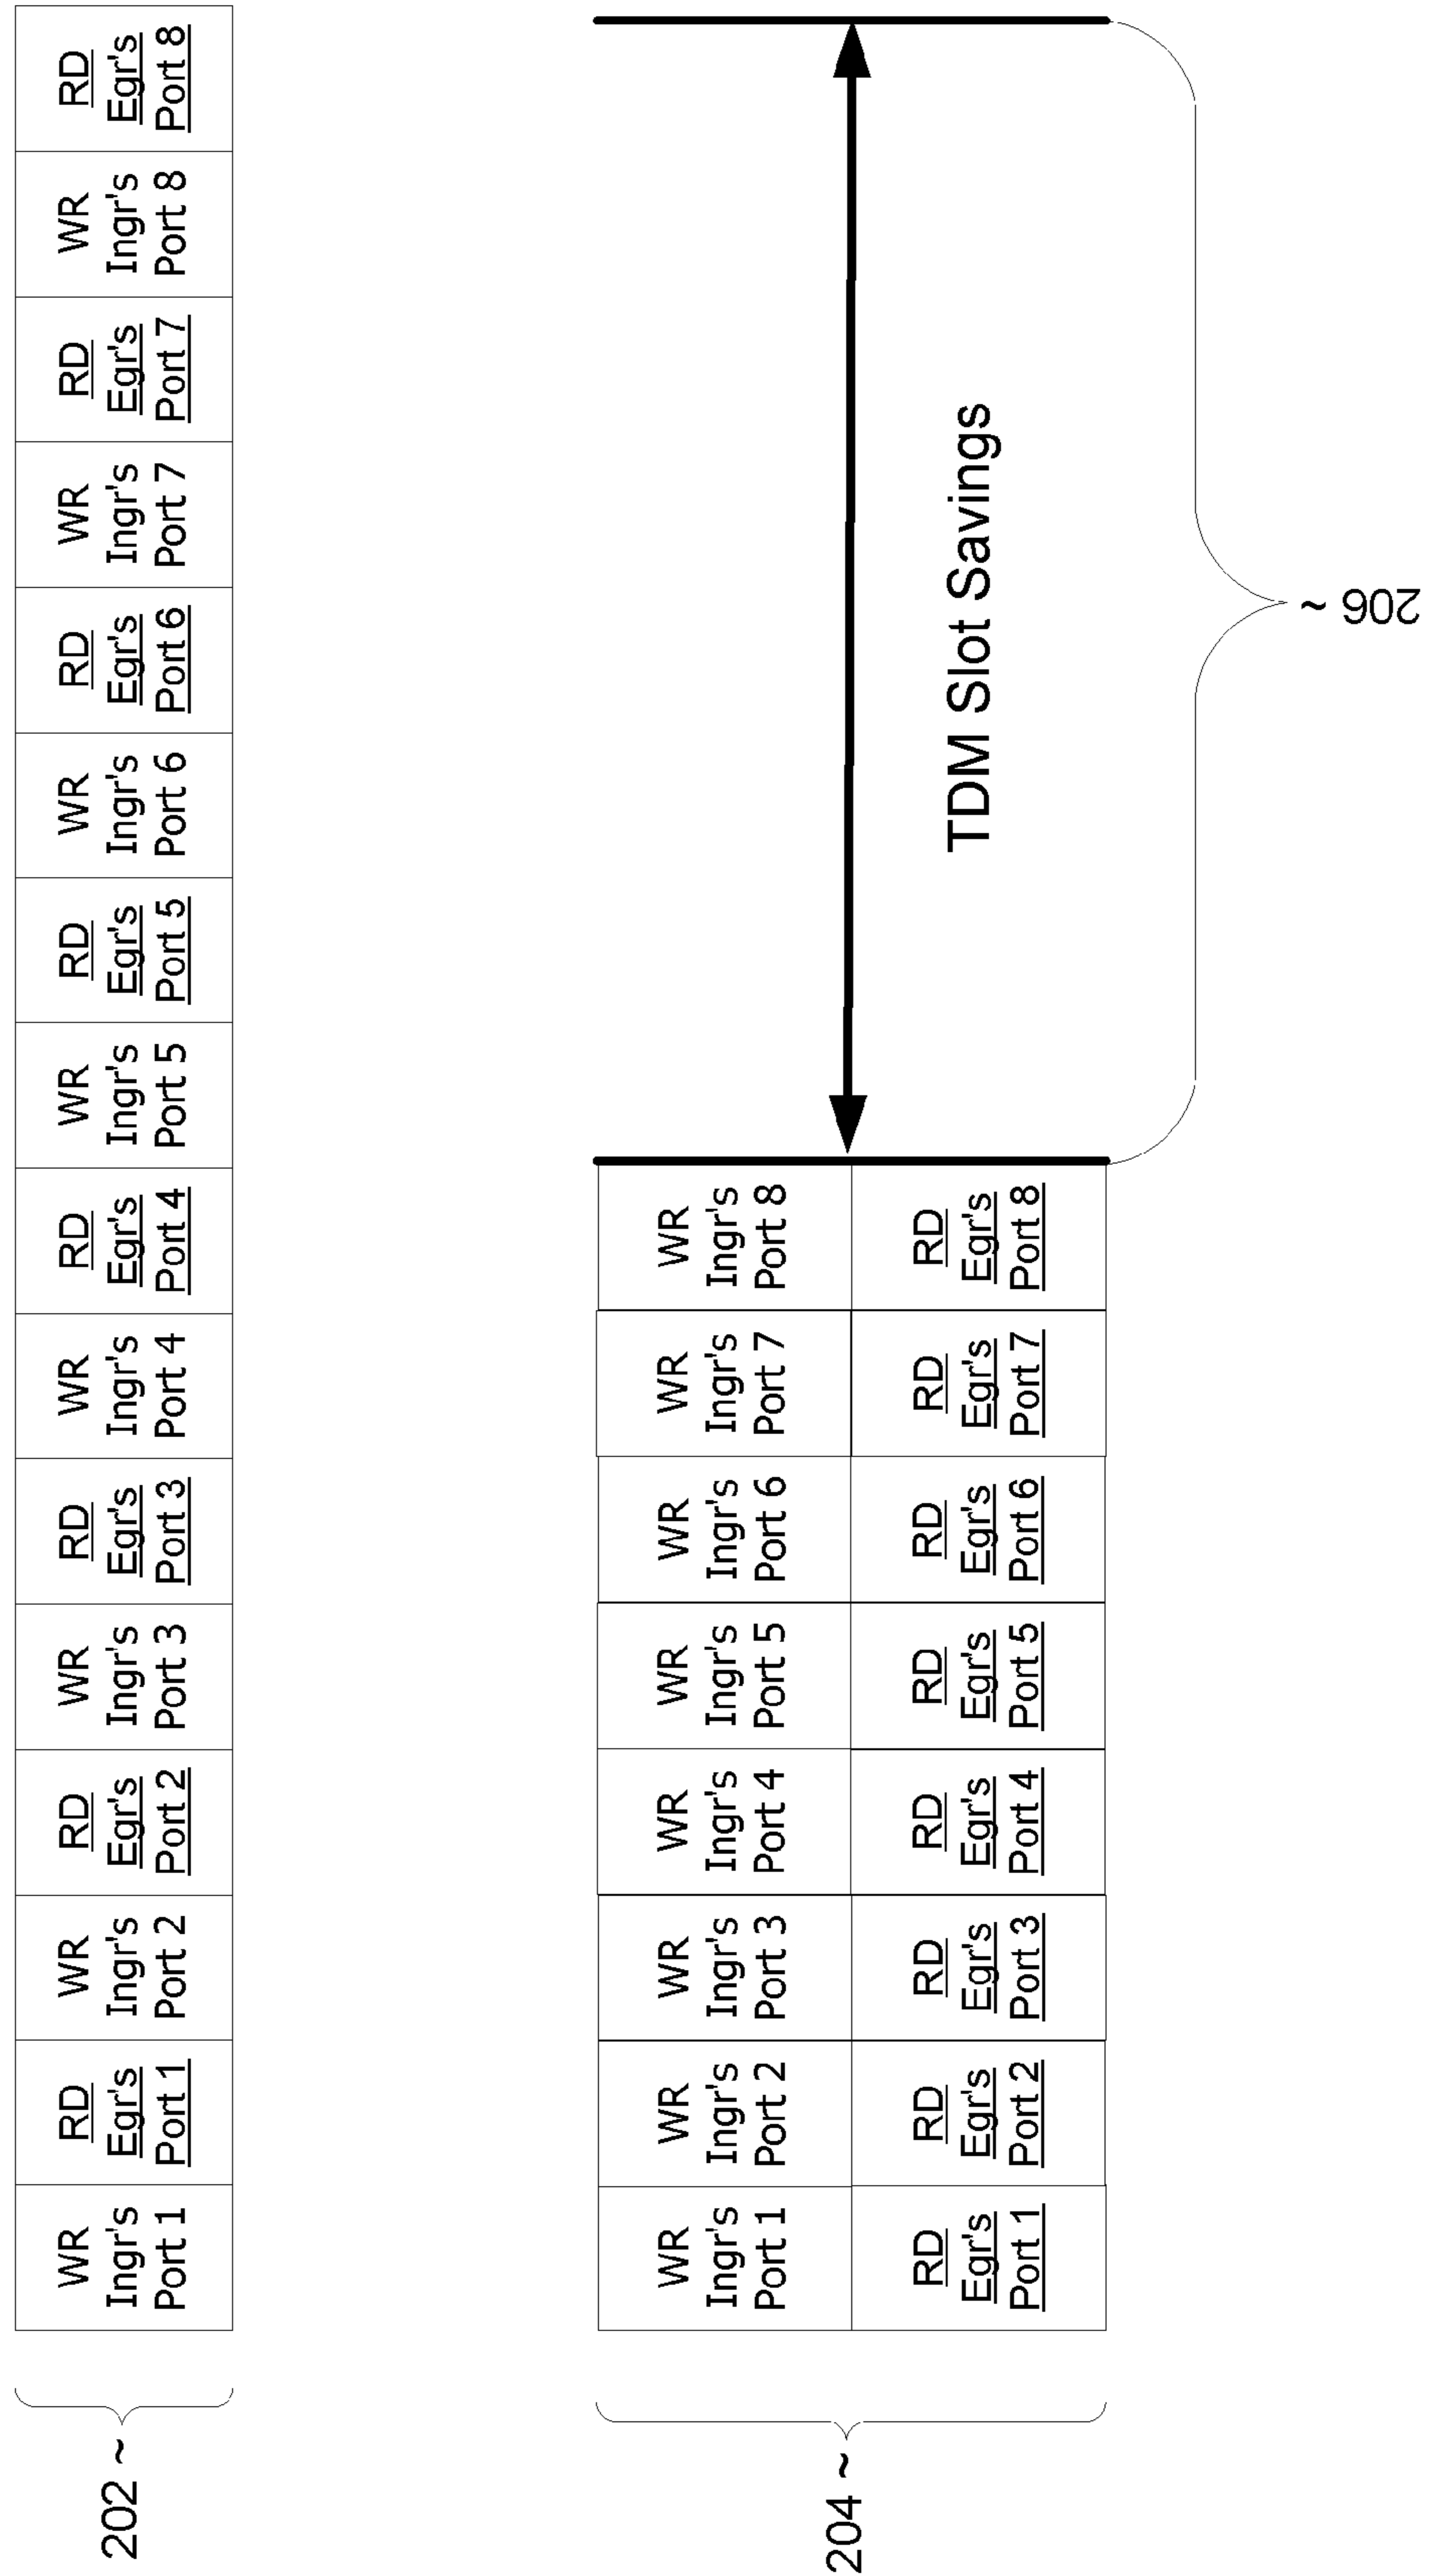 202 ~
WR
Ingr's
Port 1
RD
Egr's
Port 1
WR
Ingr's
Port 2
RD
Egr's
Port 2
WR
Ingr's
Port 3
RD
Egr's
Port 3
WR
Ingr's
Port 4
RD
Egr's
Port 4
WR
Ingr's
Port 5
RD
Egr's
Port 5
WR
Ingr's
Port 6
RD
Egr's
Port 6
WR
Ingr's
Port 7
RD
Egr's
Port 7
WR
Ingr's
Port 8
RD
Egr's
Port 8
204 ~
WR
Ingr's
Port 1
WR
Ingr's
Port 2
WR
Ingr's
Port 3
WR
Ingr's
Port 4
WR
Ingr's
Port 5
WR
Ingr's
Port 6
WR
Ingr's
Port 7
WR
Ingr's
Port 8
RD
Egr's
Port 1
RD
Egr's
Port 2
RD
Egr's
Port 3
RD
Egr's
Port 4
RD
Egr's
Port 5
RD
Egr's
Port 6
RD
Egr's
Port 7
RD
Egr's
Port 8
TDM Slot Savings
206 ~